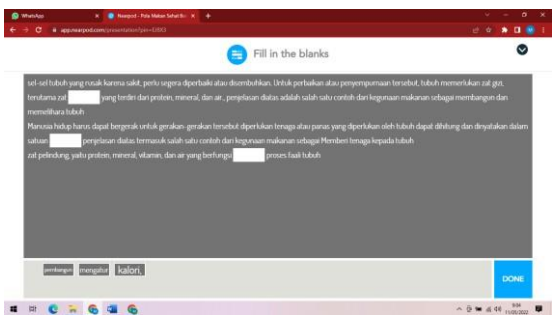 WhatsApp
Nearpod - Pola Makan Sehat
Fill in the blanks
sel-sel tubuh yang rusak karena sakit, perlu segera diperbaiki atau disembuhkan. Untuk perbaikan atau penyempurnaan tersebut, tubuh memerlukan zat gizi,
terutama zat yang terdiri dari protein, mineral, dan air., penjelasan diatas adalah salah satu contoh dari kegunaan makanan sebagai membangun dan
memelihara tubuh
Manusia hidup harus dapat bergerak untuk gerakan-gerakan tersebut diperlukan tenaga atau panas yang diperlukan oleh tubuh dapat dihitung dan dinyatakan dalam
satuan penjelasan diatas termasuk salah satu contoh dari kegunaan makanan sebagai Memberi tenaga kepada tubuh
zat pelindung, yaitu protein, mineral, vitamin, dan air yang berfungsi proses faali tubuh
pembangun mengatur kalori,
DONE
11/05/2022